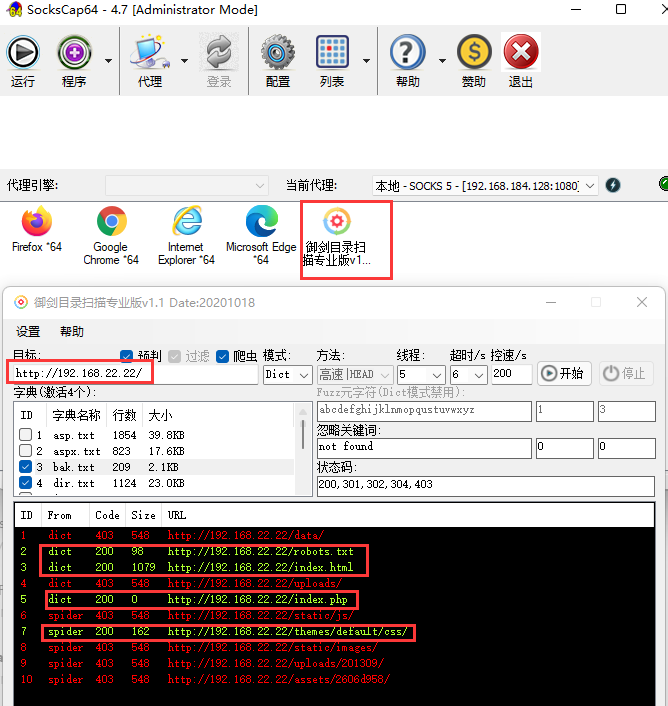 SocksCap64 - 4.7 [Administrator Mode]
运行 程序 代理 登录 配置 列表 帮助 赞助 退出
代理引擎: 当前代理: 本地 - SOCKS 5 - [192.168.184.128:1080]
Firefox *64
Google Chrome *64
Internet Explorer *64
Microsoft Edge *64
御剑目录扫
描专业版v1...
御剑目录扫描专业版v1.1 Date:20201018
设置 帮助
目标: 预判 过滤 爬虫 模式: 方法: 线程: 超时/s 控速/s
http://192.168.22.22/ Dict 高速|HEAD 5 6 200 开始 停止
字典(激活4个): Fuzz元字符(Dict模式禁用):
ID 字典名称 行数 大小
abcdefghijklnmopqustuvwxyz 1 3
1 asp.txt 1854 39.8KB
2 aspx.txt 823 17.6KB
3 bak.txt 209 2.1KB
4 dir.txt 1124 23.0KB
忽略关键词:
not found 0 0
状态码:
200,301,302,304,403
ID From Code Size URL
1 dict 403 548 http://192.168.22.22/data/
2 dict 200 98 http://192.168.22.22/robots.txt
3 dict 200 1079 http://192.168.22.22/index.html
4 dict 403 548 http://192.168.22.22/uploads/
5 dict 200 0 http://192.168.22.22/index.php
6 spider 403 548 http://192.168.22.22/static/js/
7 spider 200 162 http://192.168.22.22/themes/default/css/
8 spider 403 548 http://192.168.22.22/static/images/
9 spider 403 548 http://192.168.22.22/uploads/201309/
10 spider 403 548 http://192.168.22.22/assets/2606d958/